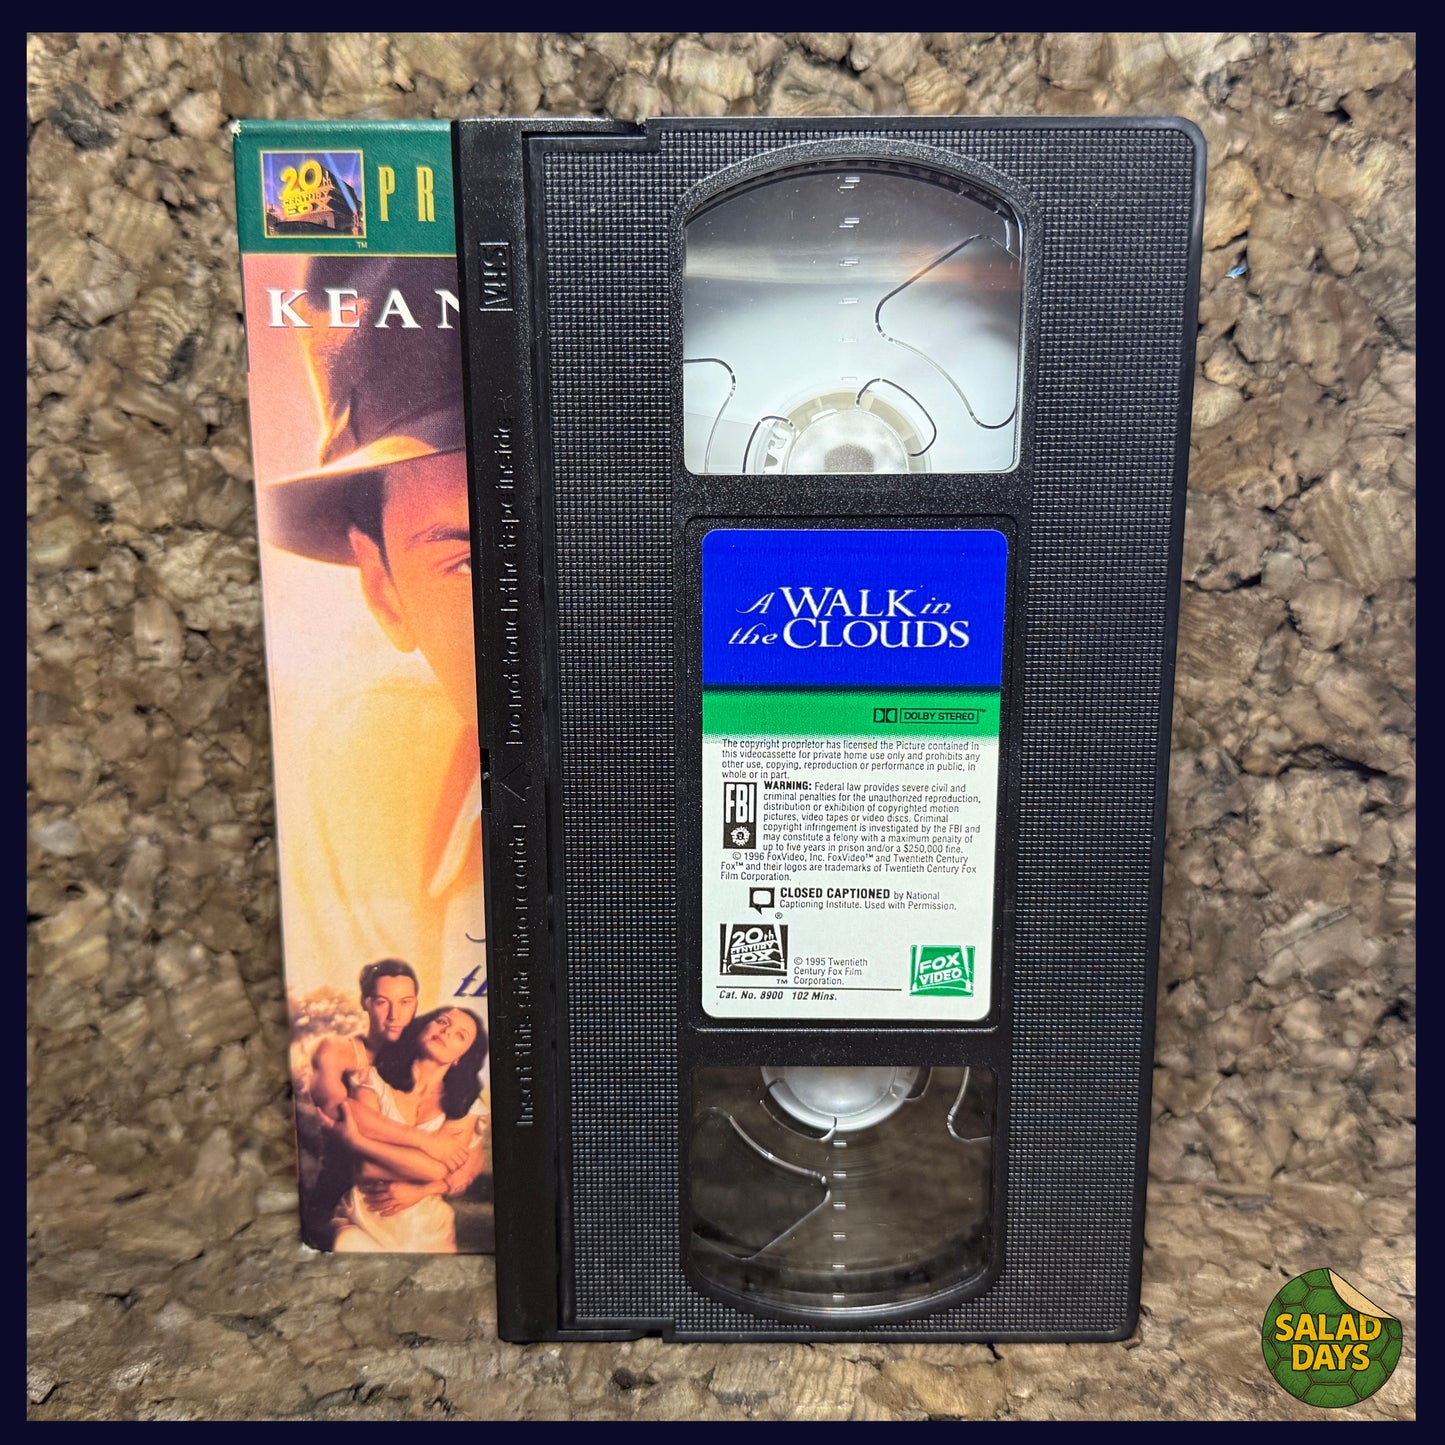 20th
CENTURY
FOX
™
PR
KEAN
VHS
Do not touch the tape inside
Insert this side into recorder
A WALK in
the CLOUDS
DOLBY STEREO™
The copyright proprietor has licensed the Picture contained in
this videocassette for private home use only and prohibits any
other use, copying, reproduction or performance in public, in
whole or in part.
FBI
WARNING: Federal law provides severe civil and
criminal penalties for the unauthorized reproduction,
distribution or exhibition of copyrighted motion
pictures, video tapes or video discs. Criminal
copyright infringement is investigated by the FBI and
may constitute a felony with a maximum penalty of
up to five years in prison and/or a $250,000 fine.
© 1996 FoxVideo, Inc. FoxVideo™ and Twentieth Century
Fox™ and their logos are trademarks of Twentieth Century Fox
Film Corporation.
CLOSED CAPTIONED by National
Captioning Institute. Used with Permission.
®
20th
CENTURY
FOX
™
© 1995 Twentieth
Century Fox Film
Corporation.
FOX
VIDEO
Cat. No. 8900 102 Mins.
SALAD
DAYS